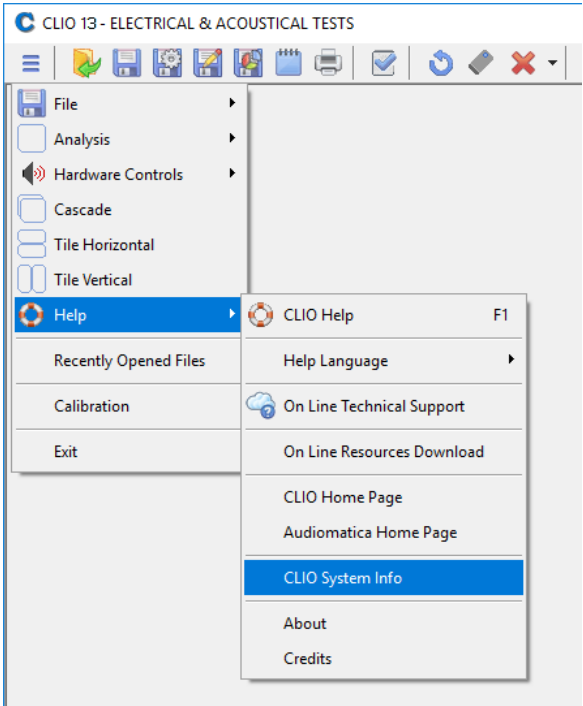 CLIO 13 - ELECTRICAL & ACOUSTICAL TESTS
File
Analysis
Hardware Controls
Cascade
Tile Horizontal
Tile Vertical
Help
Recently Opened Files
Calibration
Exit
CLIO Help F1
Help Language
On Line Technical Support
On Line Resources Download
CLIO Home Page
Audiomatica Home Page
CLIO System Info
About
Credits